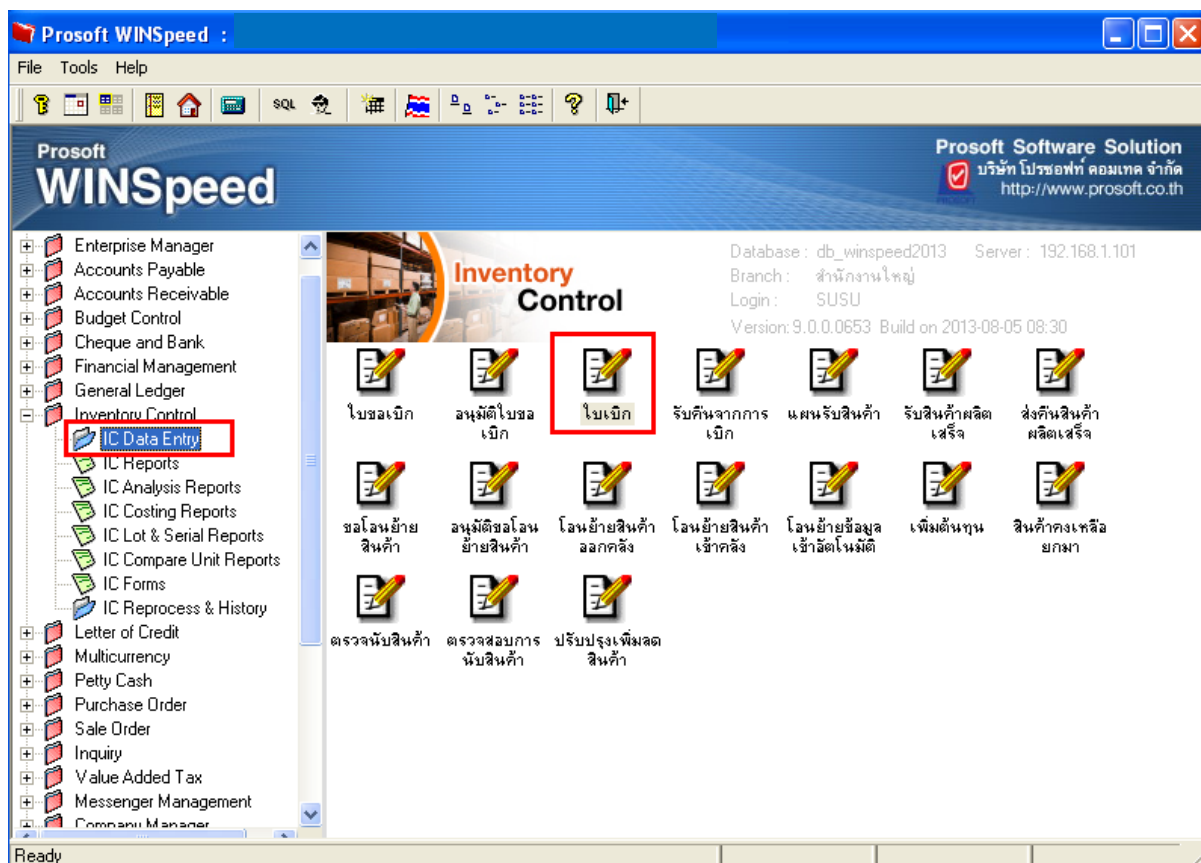 Prosoft WINSpeed :
File Tools Help
SQL
Prosoft
WINSpeed
Prosoft Software Solution
บริษัท โปรซอฟท์ คอมเทค จำกัด
http://www.prosoft.co.th
PROSOFT
Enterprise Manager
Accounts Payable
Accounts Receivable
Budget Control
Cheque and Bank
Financial Management
General Ledger
Inventory Control
IC Data Entry
IC Reports
IC Analysis Reports
IC Costing Reports
IC Lot & Serial Reports
IC Compare Unit Reports
IC Forms
IC Reprocess & History
Letter of Credit
Multicurrency
Petty Cash
Purchase Order
Sale Order
Inquiry
Value Added Tax
Messenger Management
Company Manager
Inventory
Control
Database : db_winspeed2013 Server : 192.168.1.101
Branch : สำนักงานใหญ่
Login : SUSU
Version: 9.0.0.0653 Build on 2013-08-05 08:30
ใบขอเบิก
อนุมัติใบขอ
เบิก
ใบเบิก
รับคืนจากการ
เบิก
แผนรับสินค้า
รับสินค้าผลิต
เสร็จ
ส่งคืนสินค้า
ผลิตเสร็จ
ขอโอนย้าย
สินค้า
อนุมัติขอโอน
ย้ายสินค้า
โอนย้ายสินค้า
ออกคลัง
โอนย้ายสินค้า
เข้าคลัง
โอนย้ายข้อมูล
เข้าอัตโนมัติ
เพิ่มต้นทุน
สินค้าคงเหลือ
ยกมา
ตรวจนับสินค้า
ตรวจสอบการ
นับสินค้า
ปรับปรุงเพิ่มลด
สินค้า
Ready